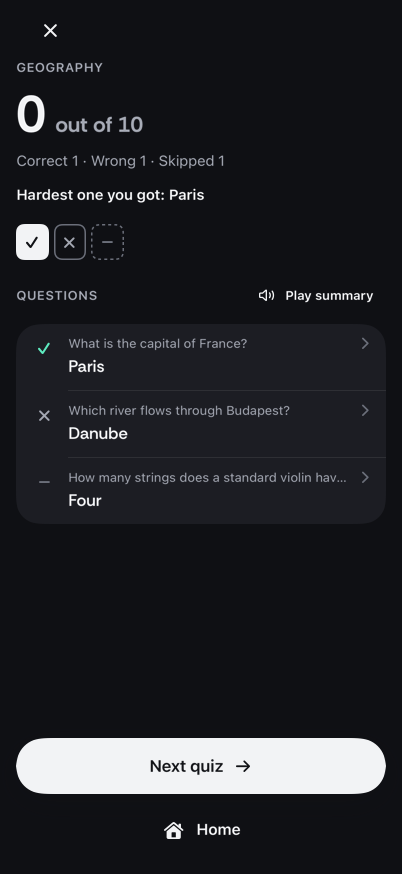 GEOGRAPHY
0 out of 10
Correct 1 · Wrong 1 · Skipped 1
Hardest one you got: Paris
QUESTIONS
Play summary
What is the capital of France?
Paris
Which river flows through Budapest?
Danube
How many strings does a standard violin hav...
Four
Next quiz
Home